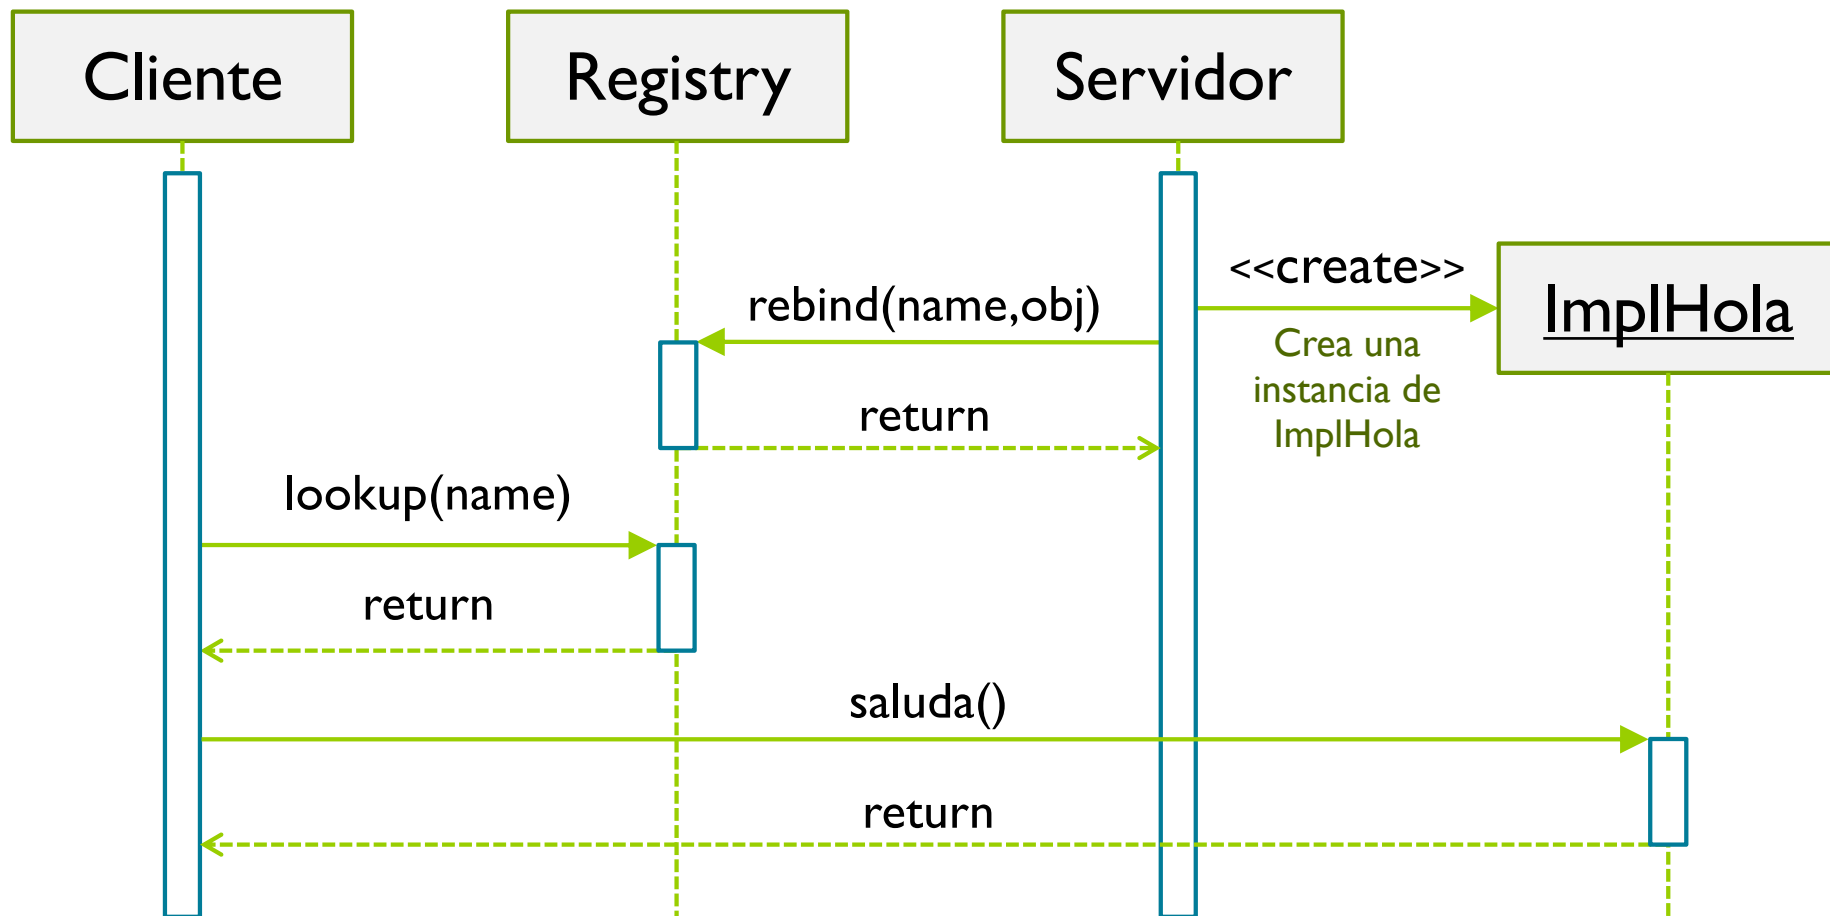 Cliente
Registry
Servidor
<<create>>
ImplHola
rebind(name,obj)
Crea una
instancia de
ImplHola
return
lookup(name)
return
saluda()
return